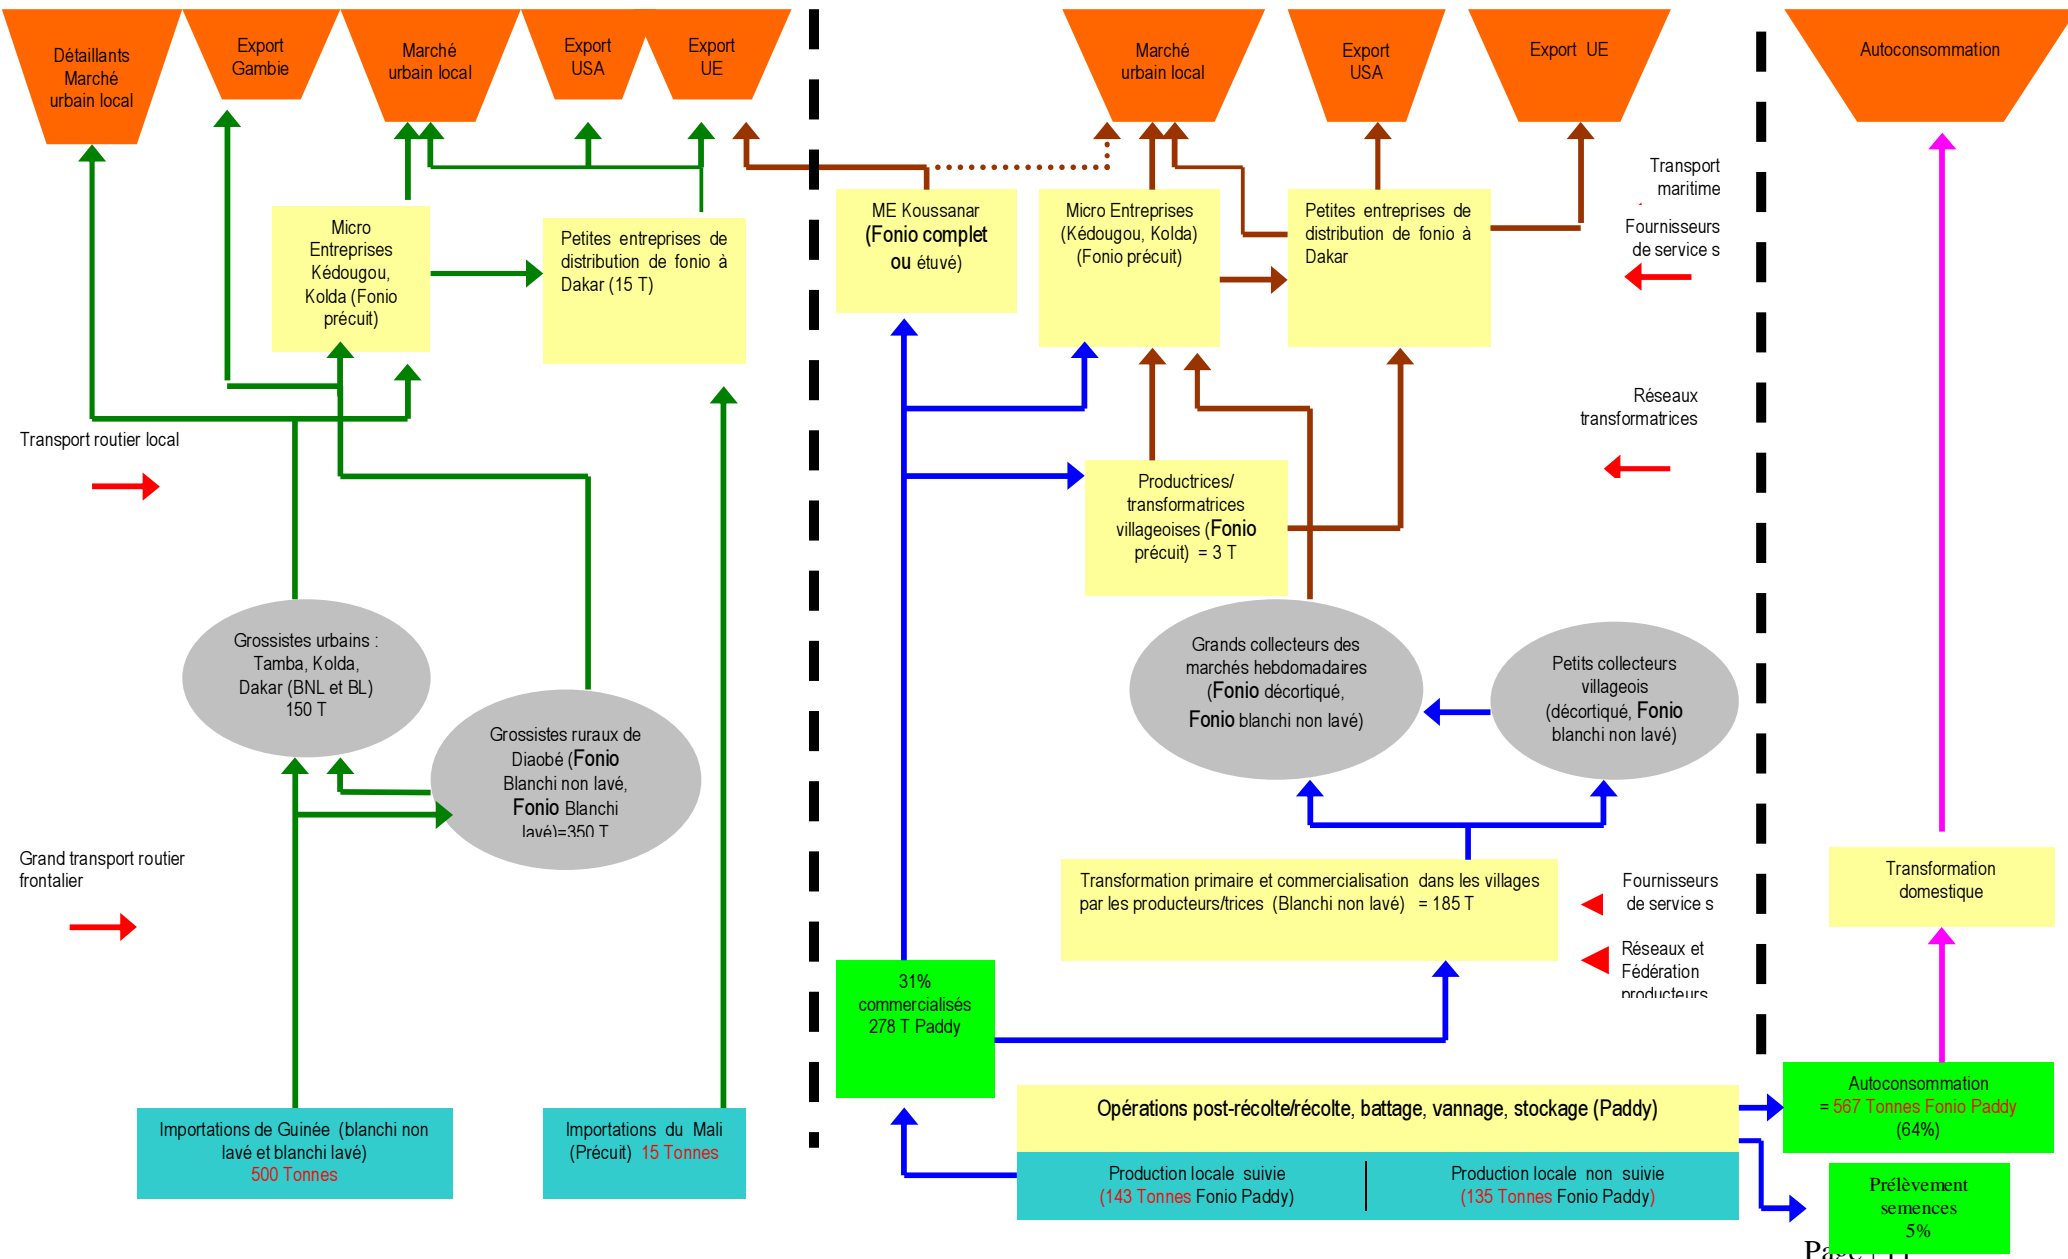 Détaillants
Marché
urbain local
Export
Gambie
Marché
urbain local
Export
USA
Export
UE
Marché
urbain local
Export
USA
Export UE
Autoconsommation
Transport
maritime
Fournisseurs
de service s
Micro
Entreprises
Kédougou,
Kolda (Fonio
précuit)
Petites entreprises de
distribution de fonio à
Dakar (15 T)
ME Koussanar
(Fonio complet
ou étuvé)
Micro Entreprises
(Kédougou, Kolda)
(Fonio précuit)
Petites entreprises de
distribution de fonio à
Dakar
Réseaux
transformatrices
Transport routier local
Productrices/
transformatrices
villageoises (Fonio
précuit) = 3 T
Grossistes urbains :
Tamba, Kolda,
Dakar (BNL et BL)
150 T
Grossistes ruraux de
Diaobé (Fonio
Blanchi non lavé,
Fonio Blanchi
lavé)=350 T
Grands collecteurs des
marchés hebdomadaires
(Fonio décortiqué,
Fonio blanchi non lavé)
Petits collecteurs
villageois
(décortiqué, Fonio
blanchi non lavé)
Grand transport routier
frontalier
Transformation primaire et commercialisation dans les villages
par les producteurs/trices (Blanchi non lavé) = 185 T
Fournisseurs
de service s
Réseaux et
Fédération
producteurs
Transformation
domestique
31%
commercialisés
278 T Paddy
Opérations post-récolte/récolte, battage, vannage, stockage (Paddy)
Autoconsommation
= 567 Tonnes Fonio Paddy
(64%)
Importations de Guinée (blanchi non
lavé et blanchi lavé)
500 Tonnes
Importations du Mali
(Précuit) 15 Tonnes
Production locale suivie
(143 Tonnes Fonio Paddy)
Production locale non suivie
(135 Tonnes Fonio Paddy)
Prélèvement
semences
5%